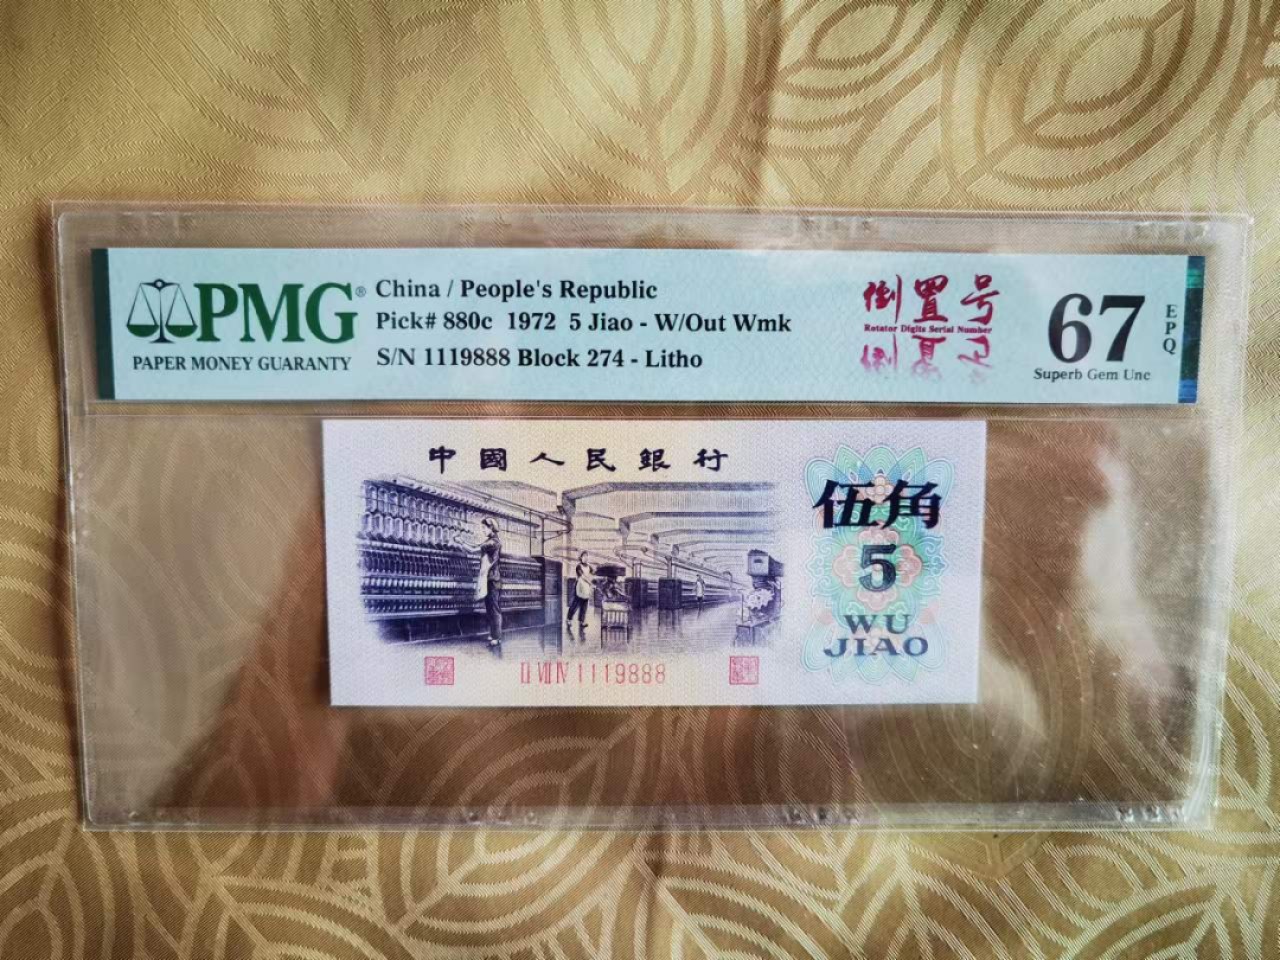 PMG®
PAPER MONEY GUARANTY
China / People's Republic
Pick# 880c 1972 5 Jiao - W/Out Wmk
S/N 1119888 Block 274 - Litho
倒置号
Rotator Digits Serial Number
67
EPQ
Superb Gem Unc
中國人民銀行
伍角
5
WU
JIAO
II VII IV 1119888